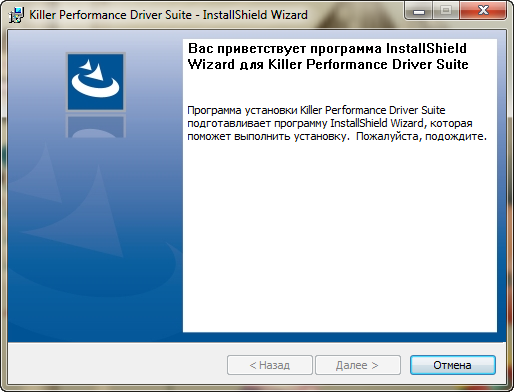 Killer Performance Driver Suite - InstallShield Wizard
Вас приветствует программа InstallShield
Wizard для Killer Performance Driver Suite
Программа установки Killer Performance Driver Suite
подготавливает программу InstallShield Wizard, которая
поможет выполнить установку. Пожалуйста, подождите.
< Назад
Далее >
Отмена